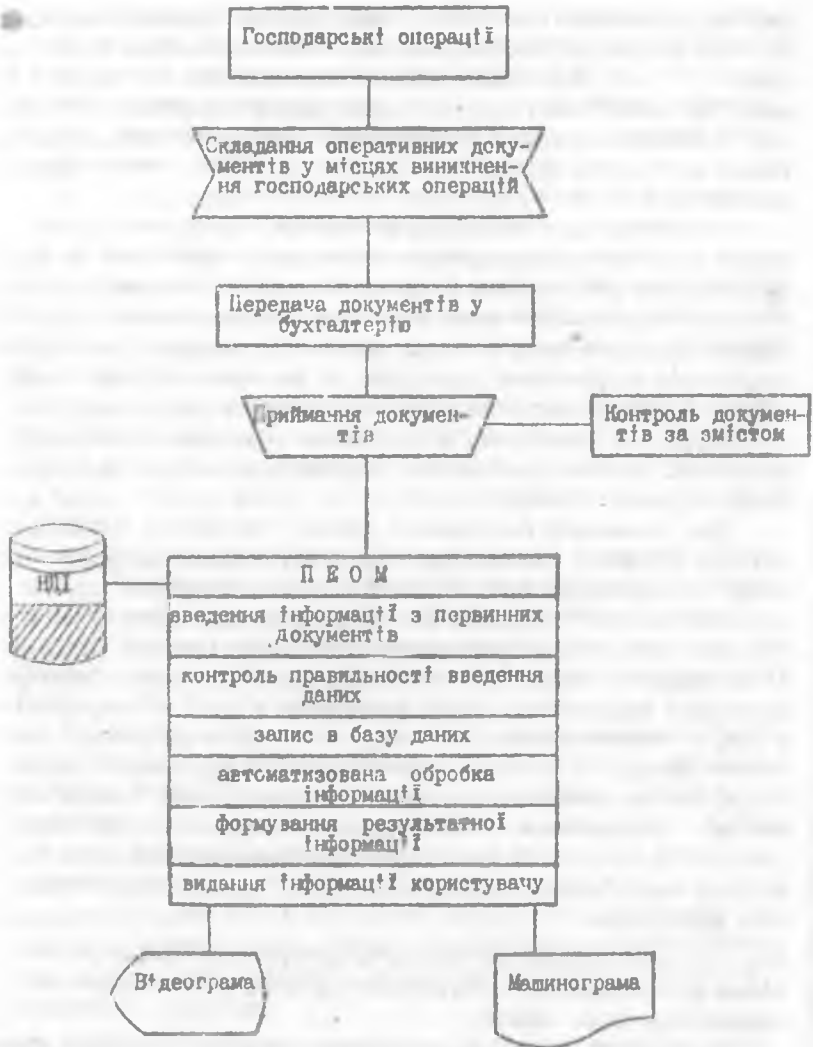 Господарські операції
Складання оперативних доку-
ментів у місцях виникнен-
ня господарських операцій
Передача документів у
бухгалтерію
Приймання докумен-
тів
Контроль докумен-
тів за змістом
ПЕОМ
введення інформації з первинних
документів
контроль правильності введення
даних
запис в базу даних
автоматизована обробка
інформації
формування результатної
інформації
видання інформації користувачу
Відеограма
Машинограма